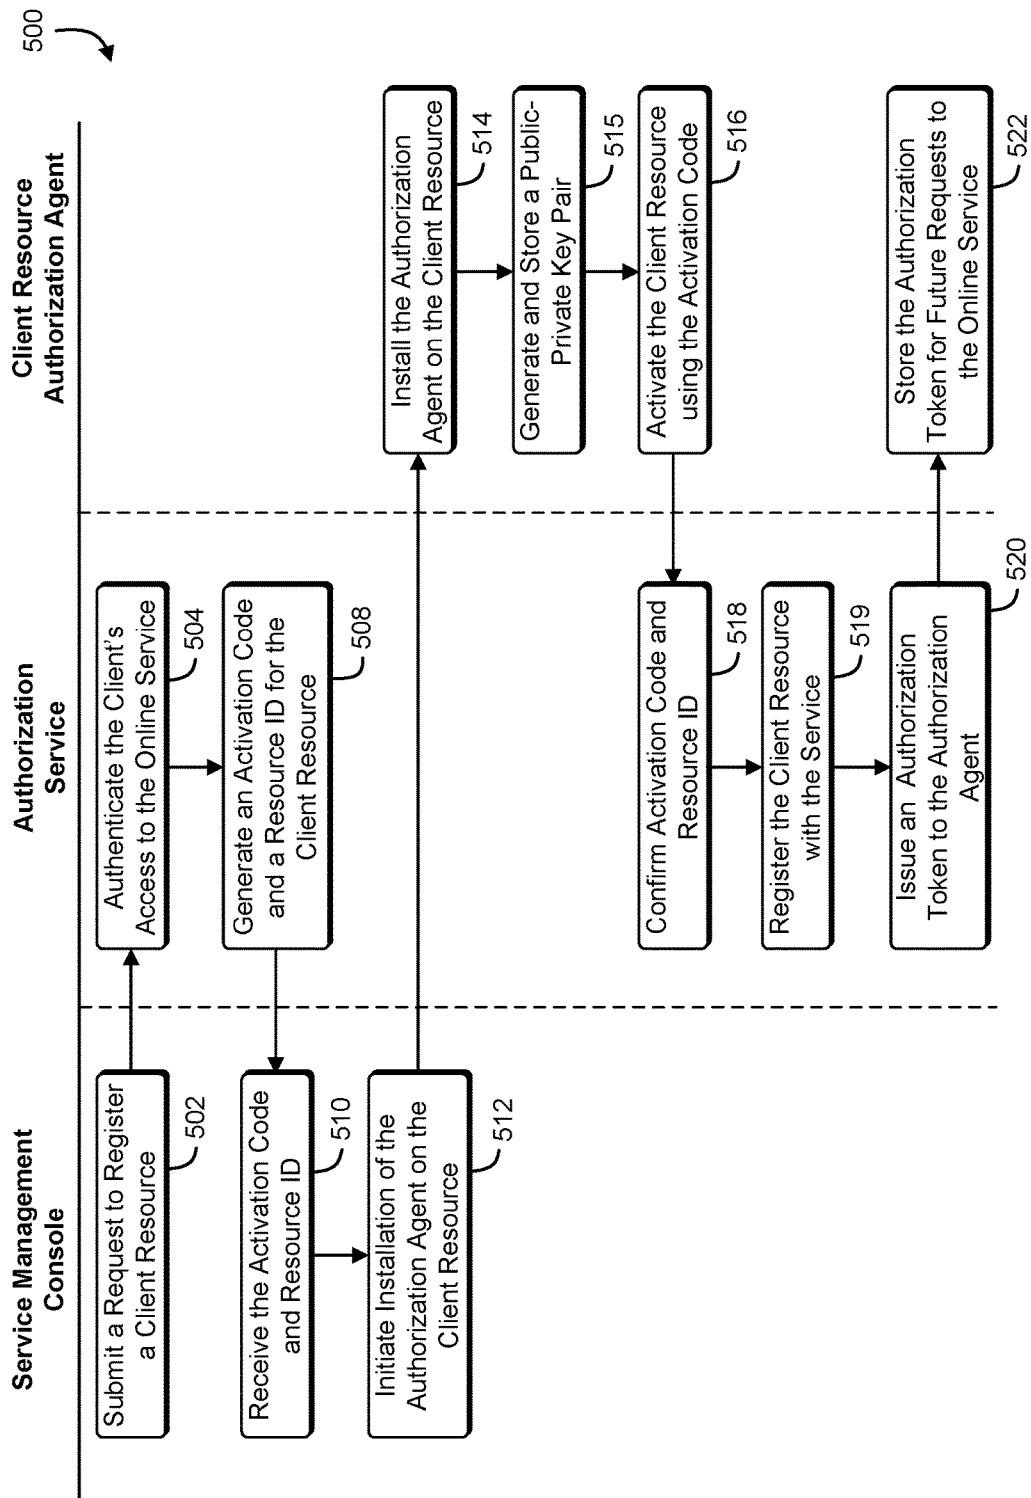 500
Service Management
Console
Authorization
Service
Client Resource
Authorization Agent
Submit a Request to Register
a Client Resource
502
Authenticate the Client's
Access to the Online Service
504
Generate an Activation Code
and a Resource ID for the
Client Resource
508
Receive the Activation Code
and Resource ID
510
Initiate Installation of the
Authorization Agent on the
Client Resource
512
Install the Authorization
Agent on the Client Resource
514
Generate and Store a Public-
Private Key Pair
515
Activate the Client Resource
using the Activation Code
516
Confirm Activation Code and
Resource ID
518
Register the Client Resource
with the Service
519
Issue an Authorization
Token to the Authorization
Agent
520
Store the Authorization
Token for Future Requests to
the Online Service
522